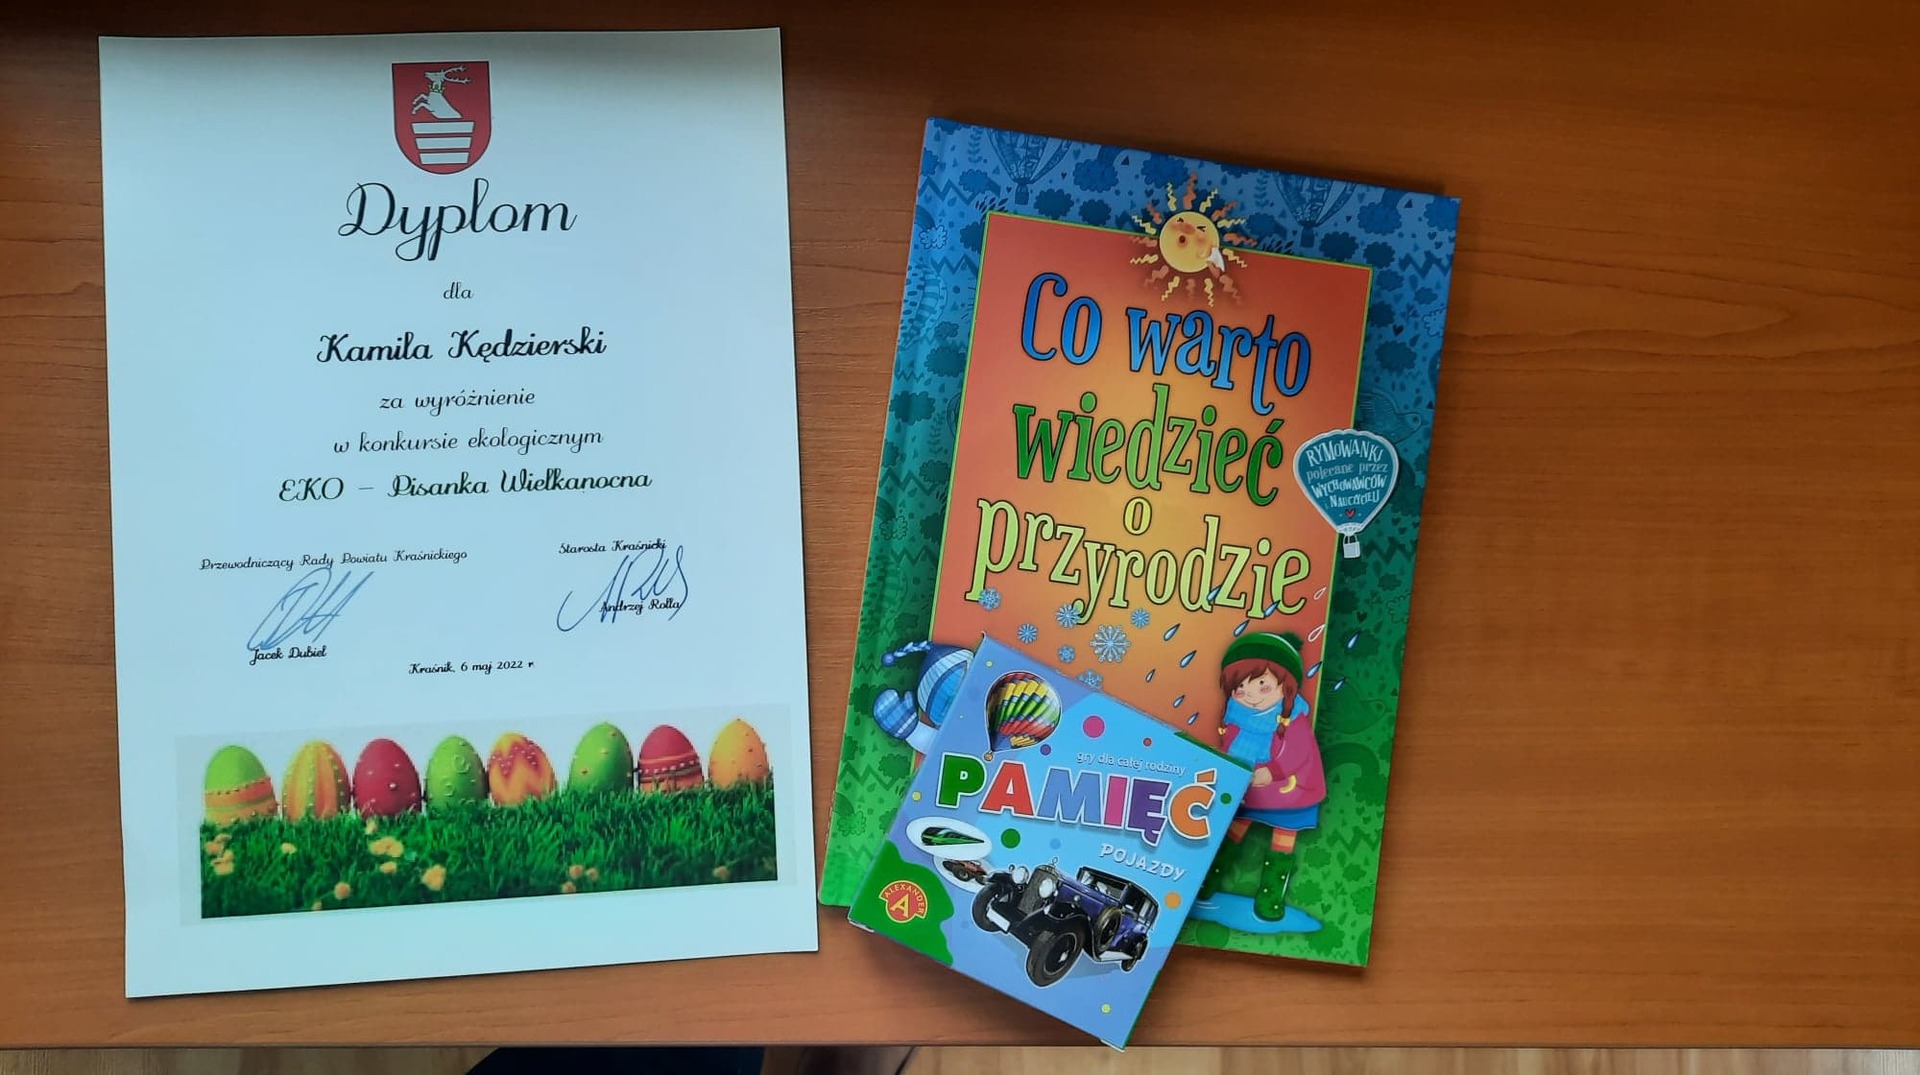 Dyplom
dla
Kamila Kędzierski
za wyróżnienie
w konkursie ekologicznym
EKO – Pisanka Wielkanocna
Przewodniczący Rady Powiatu Kraśnickiego
Starosta Kraśnicki
Jacek Dubiel
Andrzej Rolla
Kraśnik, 6 maj 2022 r.
Co warto
wiedzieć
o
przyrodzie
RYMOWANKI
polecane przez
WYCHOWAWCÓW
i NAUCZYCIELI
gry dla całej rodziny
PAMIĘĆ
POJAZDY
ALEXANDER
A